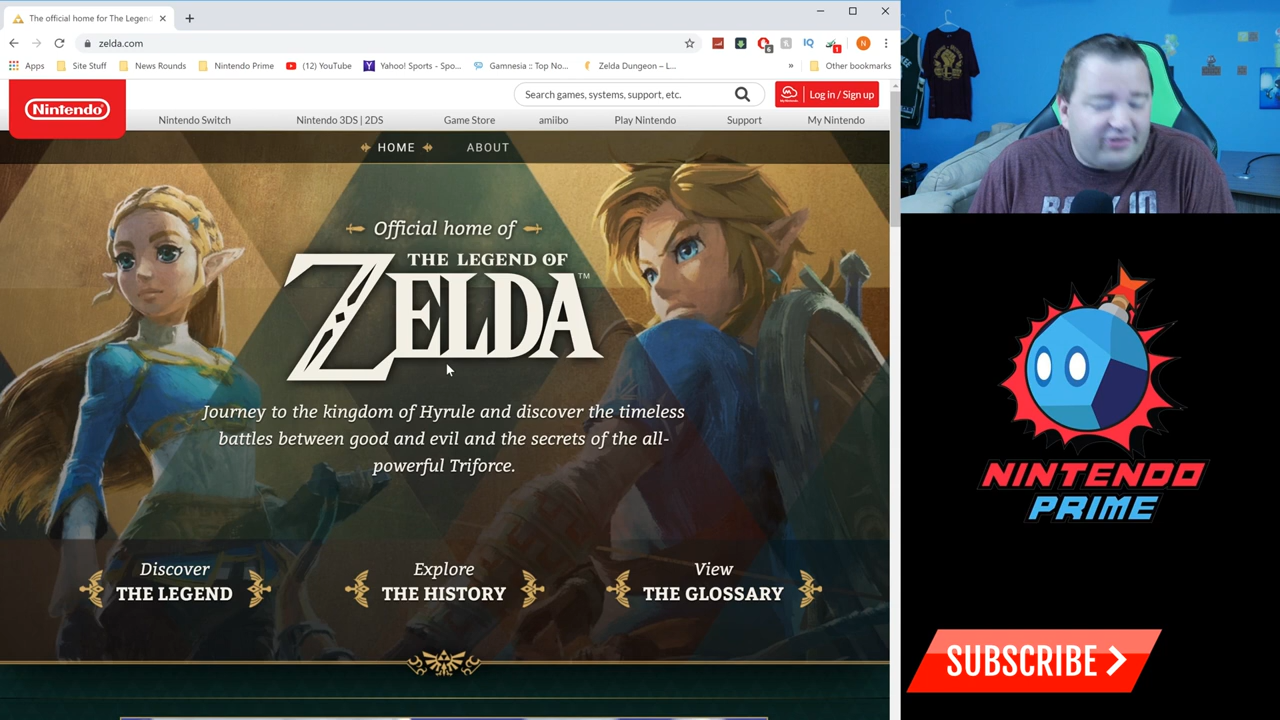 The official home for The Legend
zelda.com
6
IQ
1
N
Apps
Site Stuff
News Rounds
Nintendo Prime
(12) YouTube
Yahoo! Sports - Spo...
Gamnesia :: Top No...
Zelda Dungeon – L...
»
Other bookmarks
Nintendo
Search games, systems, support, etc.
Log in / Sign up
Nintendo Switch
Nintendo 3DS | 2DS
Game Store
amiibo
Play Nintendo
Support
My Nintendo
HOME
ABOUT
Official home of
THE LEGEND OF
ZELDA™
Journey to the kingdom of Hyrule and discover the timeless
battles between good and evil and the secrets of the all-
powerful Triforce.
Discover
THE LEGEND
Explore
THE HISTORY
View
THE GLOSSARY
NINTENDO
PRIME
SUBSCRIBE